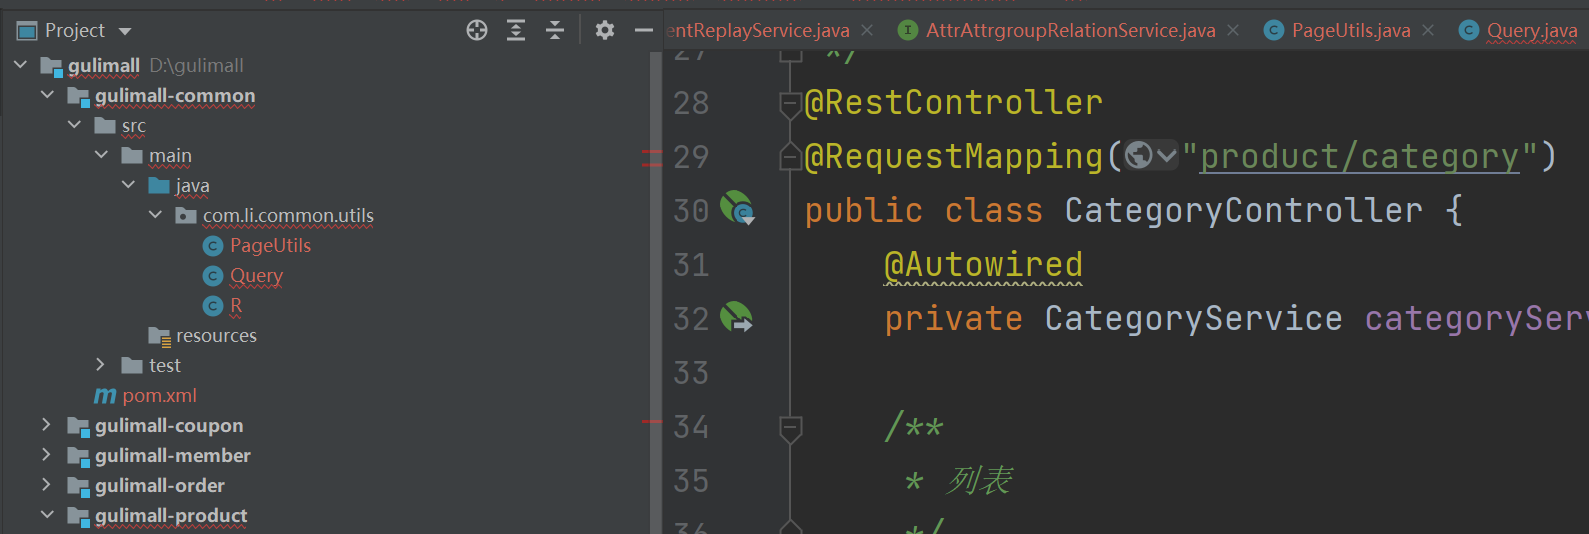 Project
gulimall D:\gulimall
gulimall-common
src
main
java
com.li.common.utils
PageUtils
Query
R
resources
test
pom.xml
gulimall-coupon
gulimall-member
gulimall-order
gulimall-product
entReplayService.java AttrAttrgroupRelationService.java PageUtils.java Query.java
27 */
28 @RestController
29 @RequestMapping("product/category")
30 public class CategoryController {
31 @Autowired
32 private CategoryService categorySer
33
34 /**
35 * 列表
36 */